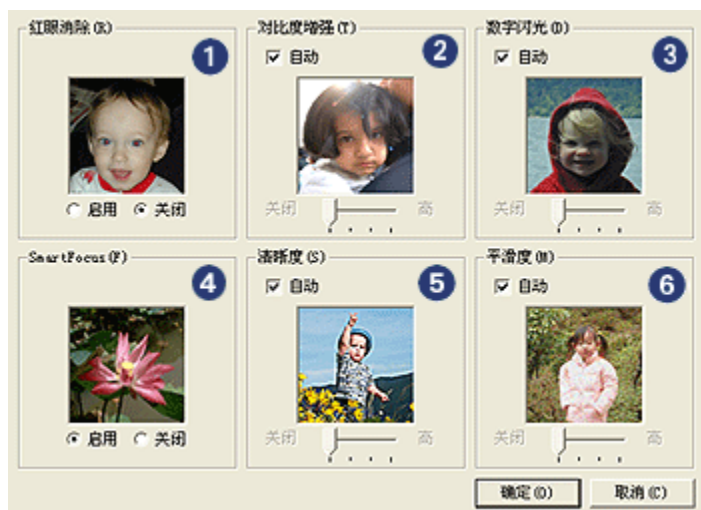 红眼消除(R)
1
启用 关闭
对比度增强(T)
2
自动
关闭 高
数字闪光(D)
3
自动
关闭 高
SmartFocus(F)
4
启用 关闭
清晰度(S)
5
自动
关闭 高
平滑度(M)
6
自动
关闭 高
确定(O) 取消(C)